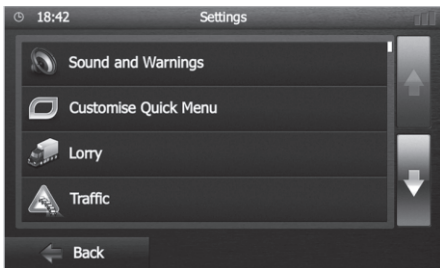 18:42 Settings
Sound and Warnings
Customise Quick Menu
Lorry
Traffic
Back